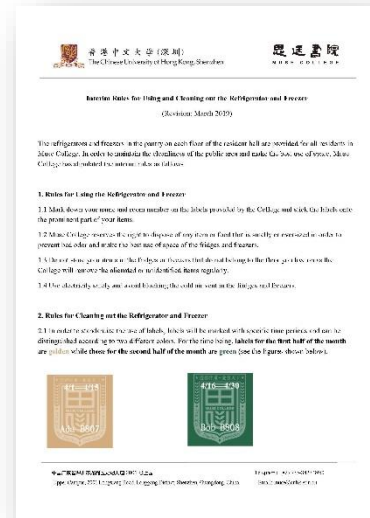 香港中文大學(深圳)
The Chinese University of Hong Kong, Shenzhen
思廷書院
MUSE COLLEGE
Interim Rules for Using and Cleaning out the Refrigerator and Freezer
(Revision: March 2019)
The refrigerators and freezers in the pantry on each floor of the resident hall are provided for all residents in
Muse College. In order to maintain the cleanliness of the public area and make the best use of space, Muse
College has stipulated the interim rules as follows
1. Rules for Using the Refrigerator and Freezer
1.1 Mark down your name and room number on the labels provided by the College and stick the labels onto
the prominent part of your items.
1.2 Muse College reserves the right to dispose of any item or food that is smelly or oversized in order to
prevent bad odor and make the best use of space of the fridges and freezers.
1.3 Do not store your items in the fridges or freezers that do not belong to the floor you live on as the
College will remove the unlabeled or unidentified items regularly.
1.4 Use electricity safely and avoid blocking the cold air vent in the fridges and freezers.
2. Rules for Cleaning out the Refrigerator and Freezer
2.1 In order to standardize the use of labels, labels will be marked with specific time periods and can be
distinguished according to two different colors. For the time being, labels for the first half of the month
are golden while those for the second half of the month are green (see the figures shown below).
4/1—4/15
MUSE COLLEGE
Ann B807
4/16—4/30
MUSE COLLEGE
Bob B908